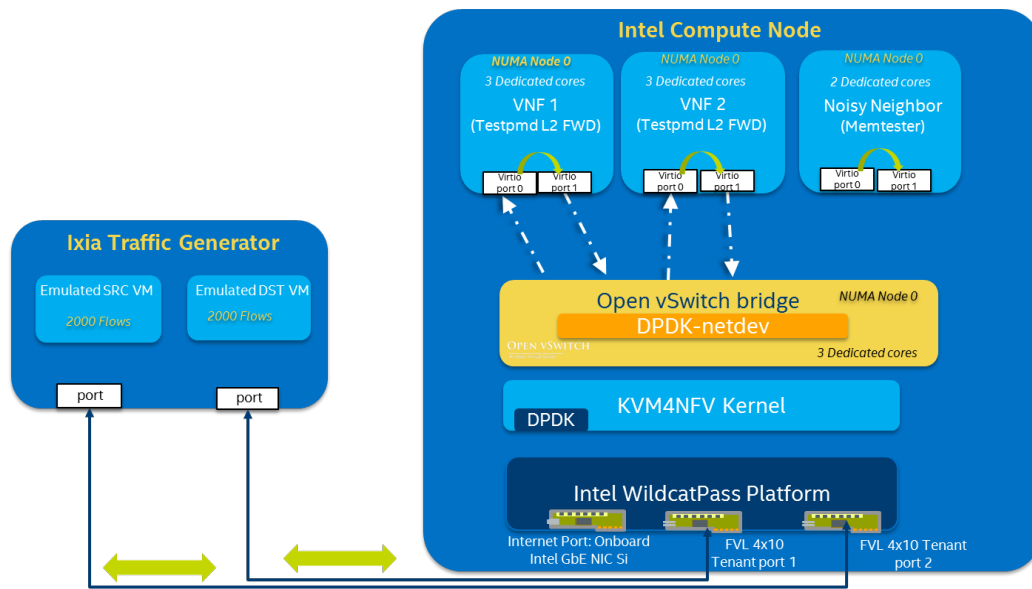 Intel Compute Node
NUMA Node 0
3 Dedicated cores
VNF 1
(Testpmd L2 FWD)
Virtio
port 0
Virtio
port 1
NUMA Node 0
3 Dedicated cores
VNF 2
(Testpmd L2 FWD)
Virtio
port 0
Virtio
port 1
NUMA Node 0
2 Dedicated cores
Noisy Neighbor
(Memtester)
Virtio
port 0
Virtio
port 1
Ixia Traffic Generator
Emulated SRC VM
2000 Flows
Emulated DST VM
2000 Flows
port
port
Open vSwitch bridge
NUMA Node 0
DPDK-netdev
OPEN VSWITCH
3 Dedicated cores
KVM4NFV Kernel
DPDK
Intel WildcatPass Platform
Internet Port: Onboard
Intel GbE NIC Si
FVL 4x10
Tenant port 1
FVL 4x10 Tenant
port 2